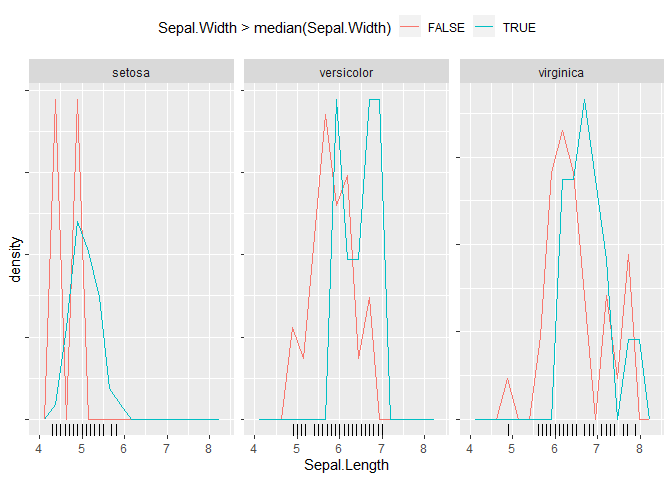 Sepal.Width > median(Sepal.Width) FALSE TRUE
setosa versicolor virginica
density
4 5 6 7 8 4 5 6 7 8 4 5 6 7 8
Sepal.Length